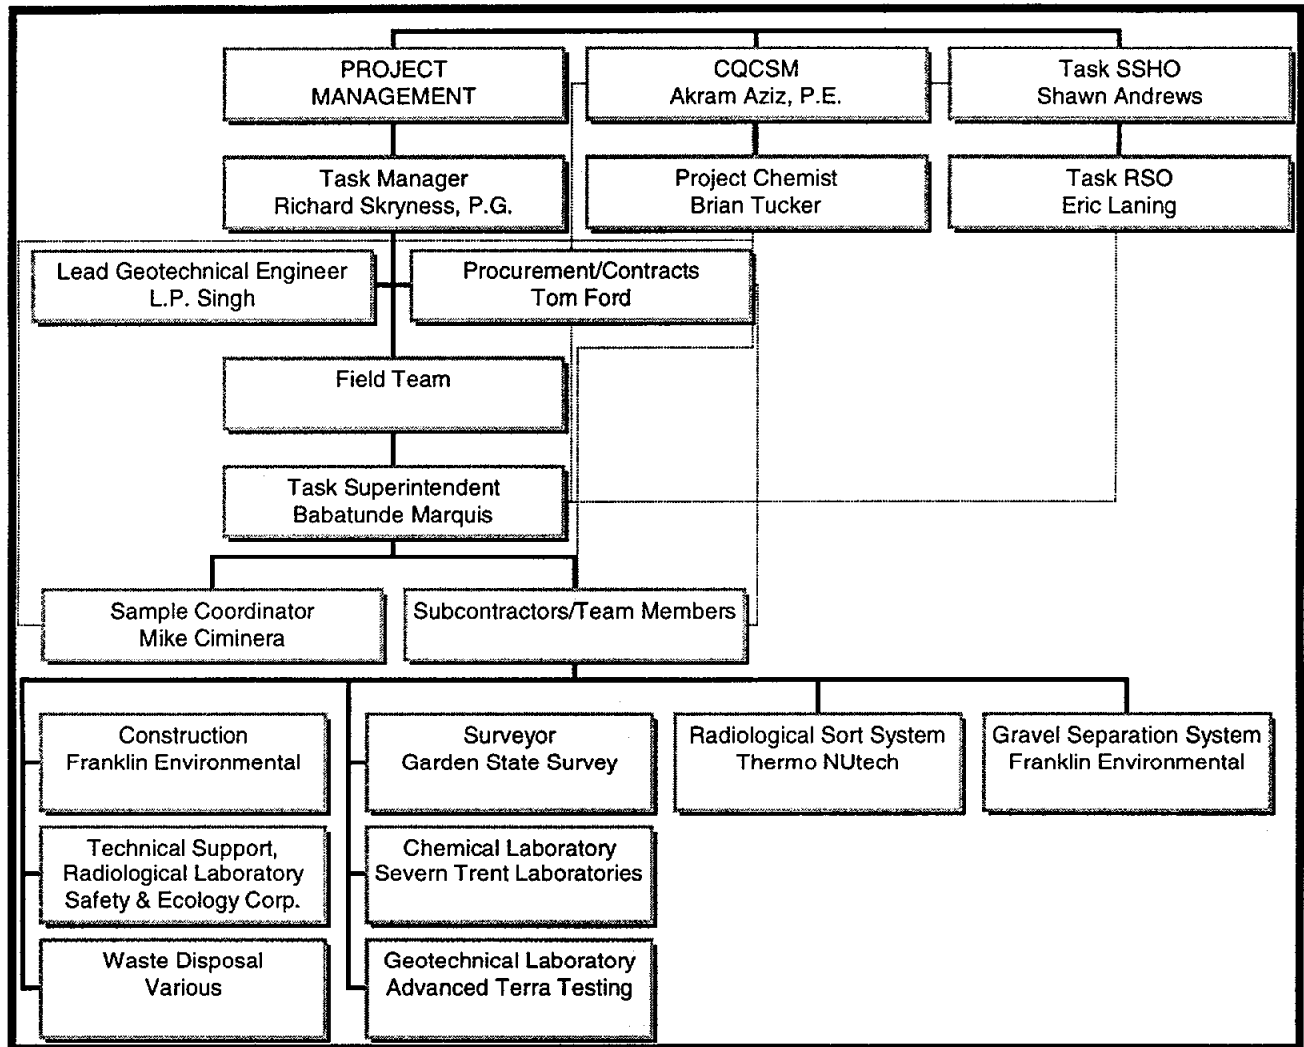 PROJECT
MANAGEMENT
CQCSM
Akram Aziz, P.E.
Task SSHO
Shawn Andrews
Task Manager
Richard Skryness, P.G.
Project Chemist
Brian Tucker
Task RSO
Eric Laning
Lead Geotechnical Engineer
L.P. Singh
Procurement/Contracts
Tom Ford
Field Team
Task Superintendent
Babatunde Marquis
Sample Coordinator
Mike Ciminera
Subcontractors/Team Members
Construction
Franklin Environmental
Surveyor
Garden State Survey
Radiological Sort System
Thermo NUtech
Gravel Separation System
Franklin Environmental
Technical Support,
Radiological Laboratory
Safety & Ecology Corp.
Chemical Laboratory
Severn Trent Laboratories
Waste Disposal
Various
Geotechnical Laboratory
Advanced Terra Testing